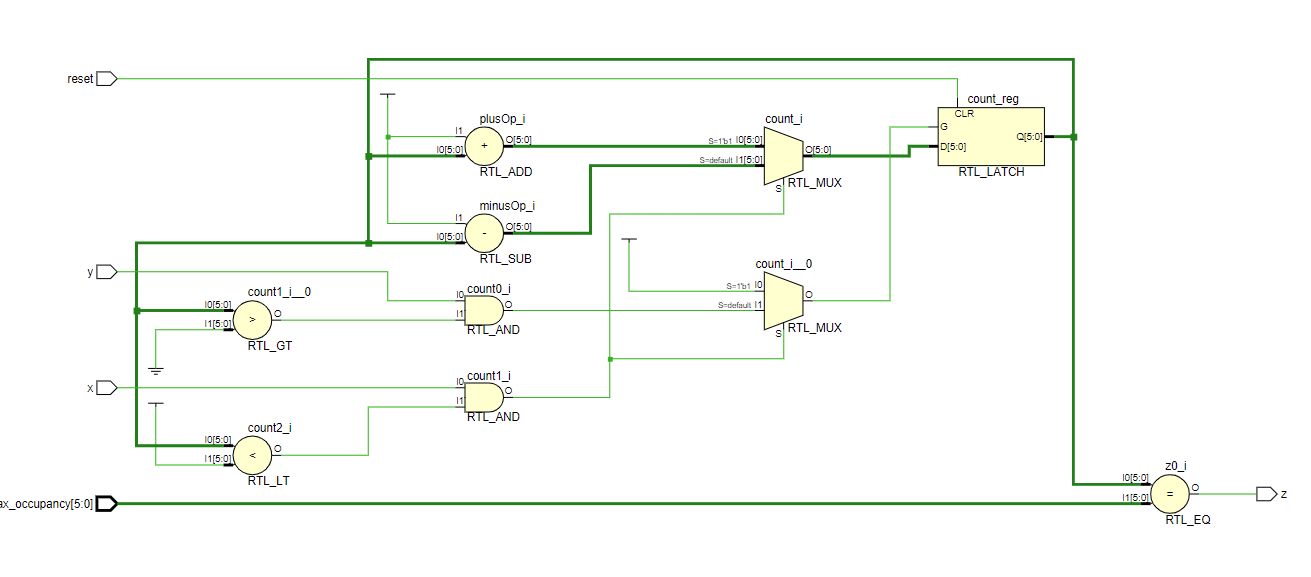 reset
count_reg
CLR
G
D[5:0]
Q[5:0]
RTL_LATCH
plusOp_i
I1
I0[5:0]
+
O[5:0]
RTL_ADD
count_i
S=1'b1 I0[5:0]
S=default I1[5:0]
O[5:0]
S
RTL_MUX
minusOp_i
I1
I0[5:0]
-
O[5:0]
RTL_SUB
y
count1_i__0
I0[5:0]
I1[5:0]
>
O
RTL_GT
count0_i
I0
I1
O
RTL_AND
count_i__0
S=1'b1 I0
S=default I1
O
S
RTL_MUX
x
count1_i
I0
I1
O
RTL_AND
count2_i
I0[5:0]
I1[5:0]
<
O
RTL_LT
ax_occupancy[5:0]
z0_i
I0[5:0]
I1[5:0]
=
O
RTL_EQ
z